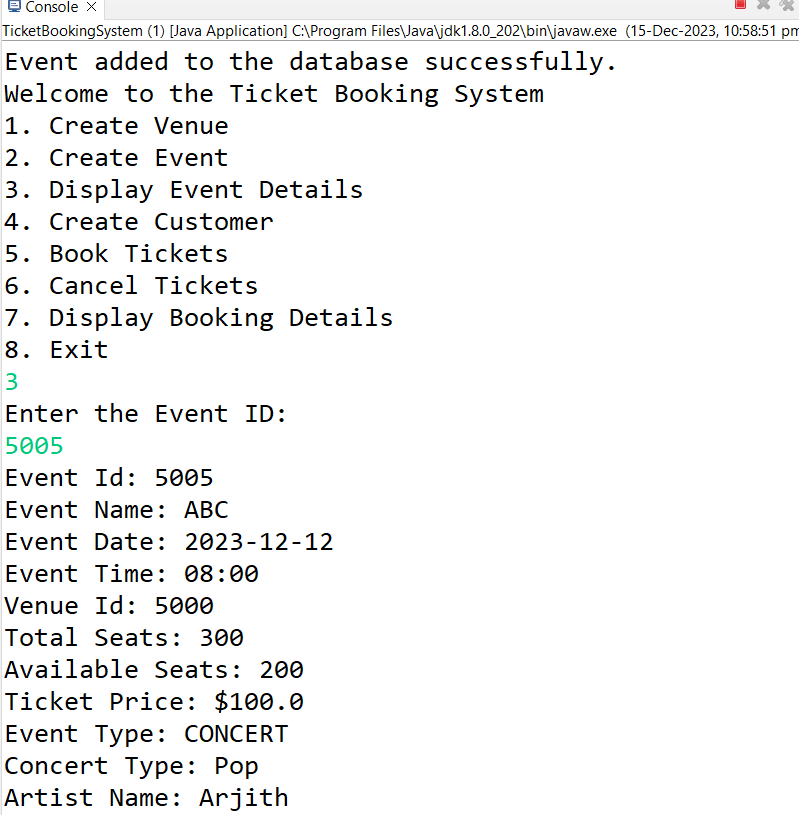 Console
TicketBookingSystem (1) [Java Application] C:\Program Files\Java\jdk1.8.0_202\bin\javaw.exe (15-Dec-2023, 10:58:51 pm
Event added to the database successfully.
Welcome to the Ticket Booking System
1. Create Venue
2. Create Event
3. Display Event Details
4. Create Customer
5. Book Tickets
6. Cancel Tickets
7. Display Booking Details
8. Exit
3
Enter the Event ID:
5005
Event Id: 5005
Event Name: ABC
Event Date: 2023-12-12
Event Time: 08:00
Venue Id: 5000
Total Seats: 300
Available Seats: 200
Ticket Price: $100.0
Event Type: CONCERT
Concert Type: Pop
Artist Name: Arjith